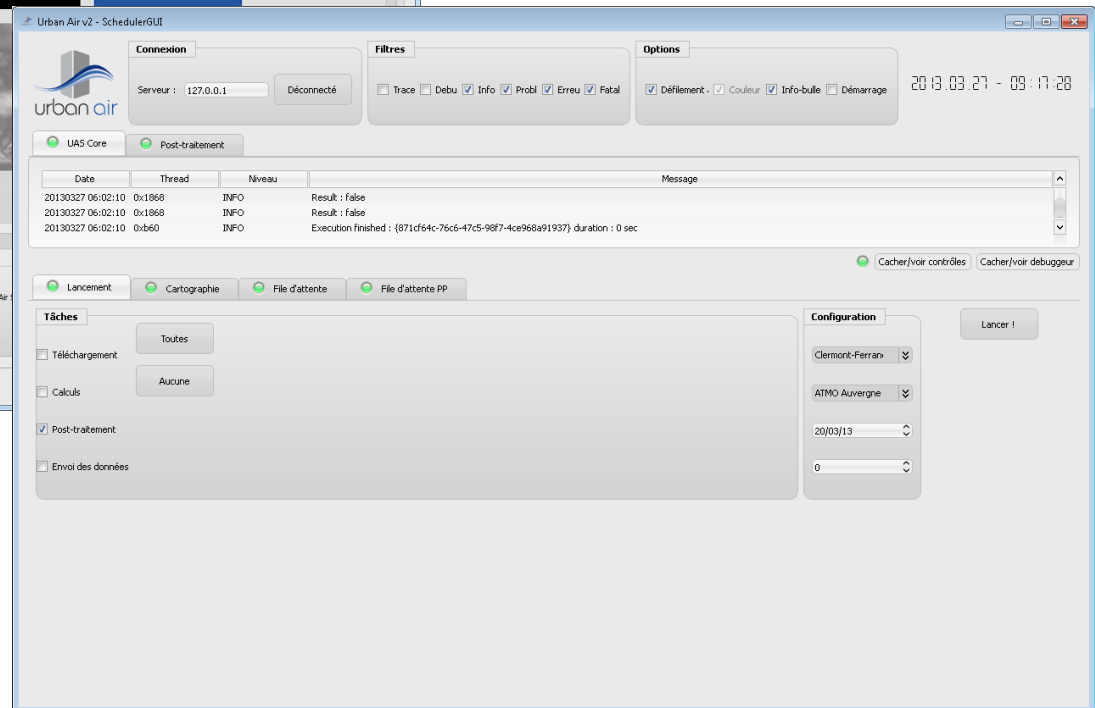 Urban Air v2 - SchedulerGUI
urban air
Connexion
Serveur : 127.0.0.1 Déconnecté
Filtres
Trace Debu Info Probl Erreu Fatal
Options
Défilement . Couleur Info-bulle Démarrage
2013.03.27 - 09:17:28
UAS Core Post-traitement
Date Thread Niveau Message
20130327 06:02:10 0x1868 INFO Result : false
20130327 06:02:10 0x1868 INFO Result : false
20130327 06:02:10 0xb60 INFO Execution finished : {871cf64c-76c6-47c5-98f7-4ce968a91937} duration : 0 sec
Cacher/voir contrôles Cacher/voir debuggeur
Lancement Cartographie File d'attente File d'attente PP
Air
Tâches
Toutes
Téléchargement
Aucune
Calculs
Post-traitement
Envoi des données
Configuration
Clermont-Ferran
ATMO Auvergne
20/03/13
0
Lancer !